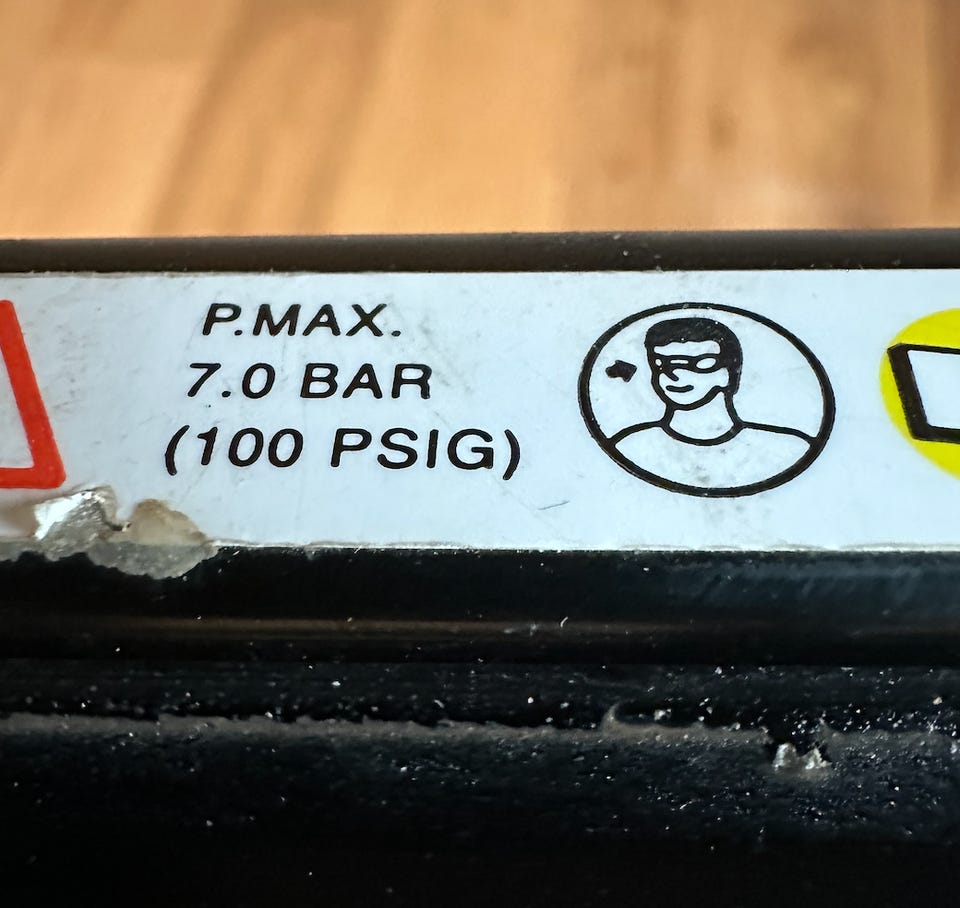 P.MAX.
7.0 BAR
(100 PSIG)